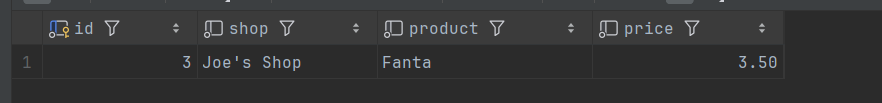 id shop product price
1 3 Joe's Shop Fanta 3.50